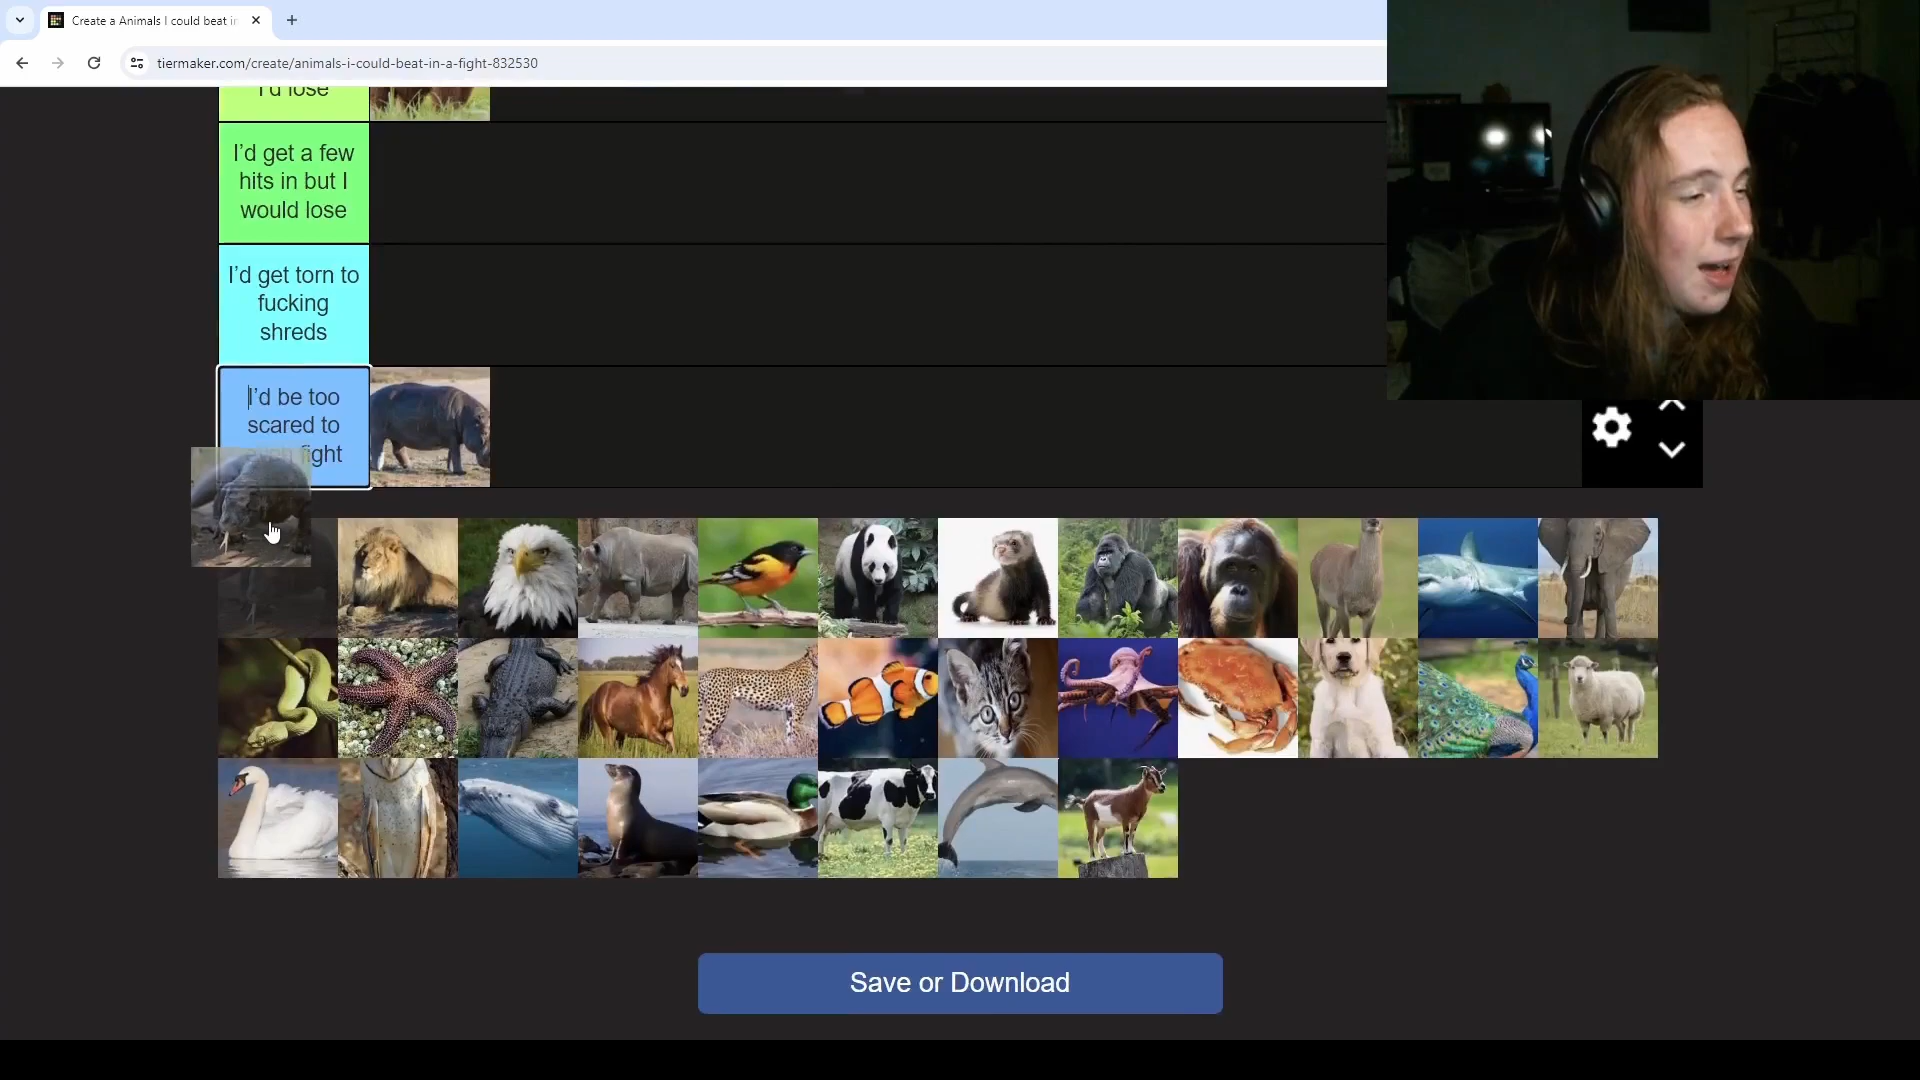 Create a Animals I could beat in
tiermaker.com/create/animals-i-could-beat-in-a-fight-832530
I'd lose
I'd get a few
hits in but I
would lose
I'd get torn to
fucking
shreds
I'd be too
scared to
fight
Save or Download